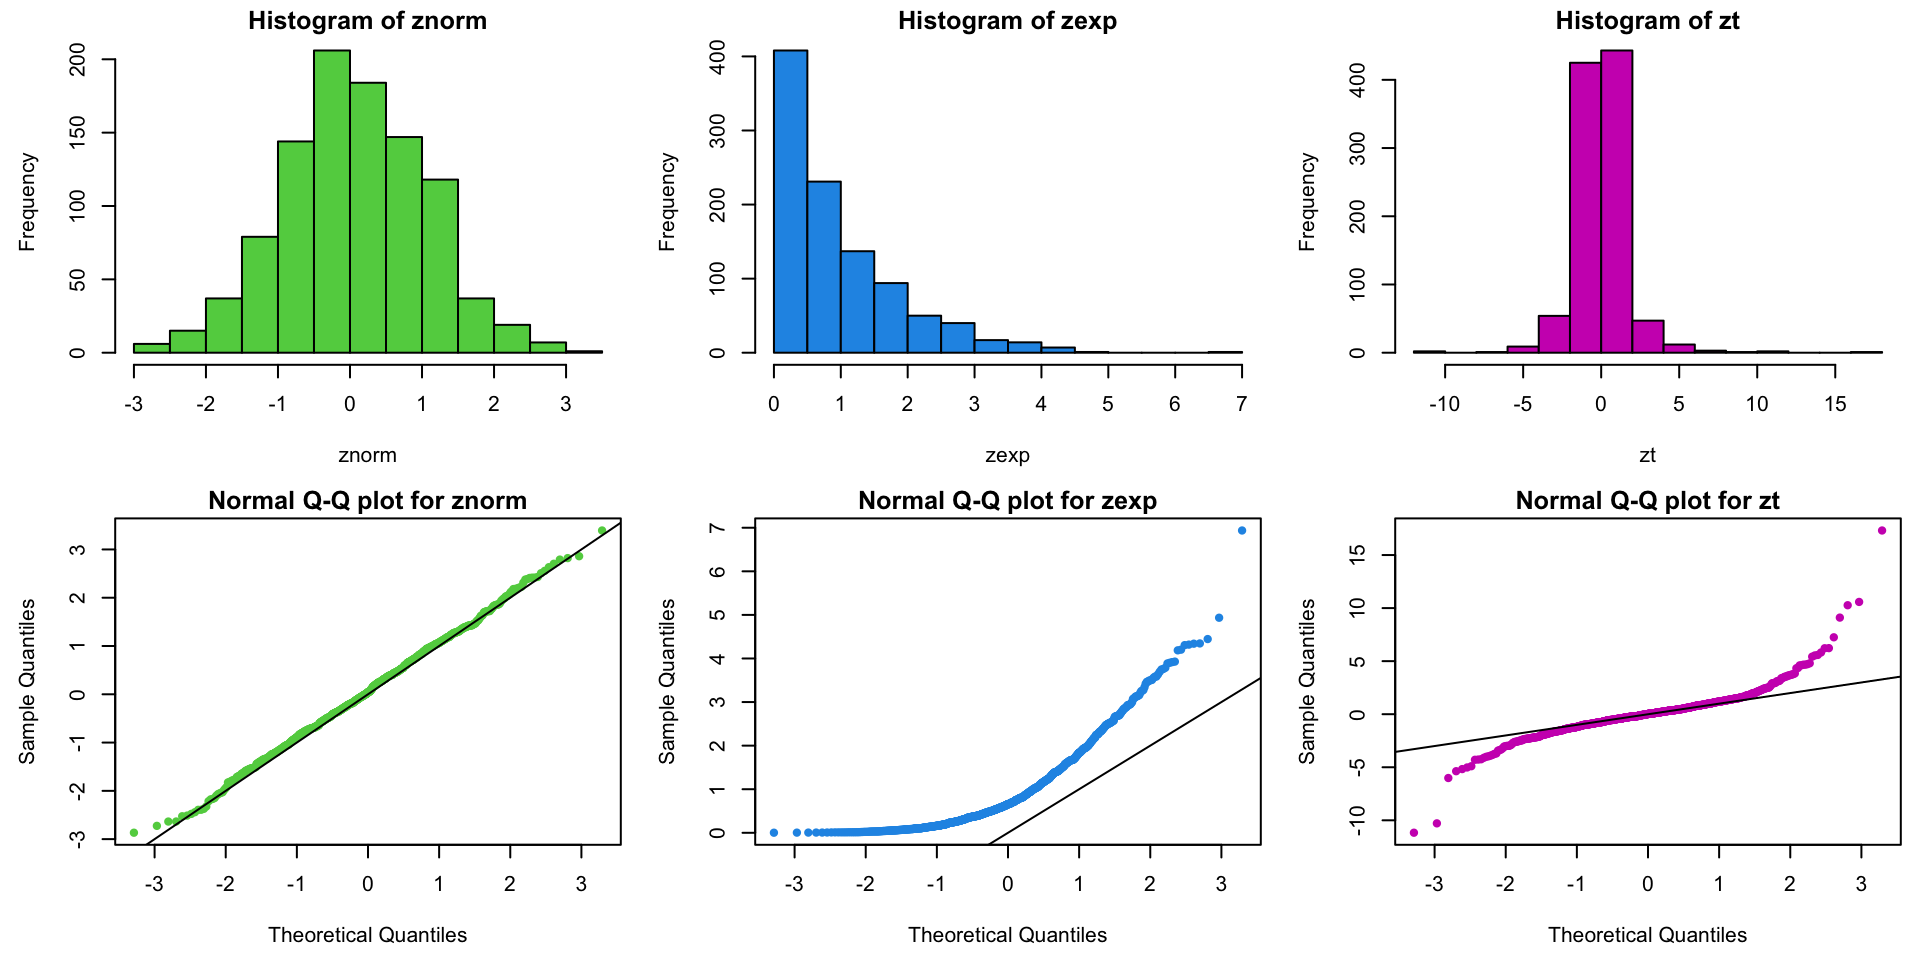 Histogram of znorm
Frequency
0
50
100
150
200
-3 -2 -1 0 1 2 3
znorm
Histogram of zexp
Frequency
0
100
200
300
400
0 1 2 3 4 5 6 7
zexp
Histogram of zt
Frequency
0
100
200
300
400
-10 -5 0 5 10 15
zt
Normal Q-Q plot for znorm
Sample Quantiles
-3
-2
-1
0
1
2
3
-3 -2 -1 0 1 2 3
Theoretical Quantiles
Normal Q-Q plot for zexp
Sample Quantiles
0
1
2
3
4
5
6
7
-3 -2 -1 0 1 2 3
Theoretical Quantiles
Normal Q-Q plot for zt
Sample Quantiles
-10
-5
0
5
10
15
-3 -2 -1 0 1 2 3
Theoretical Quantiles